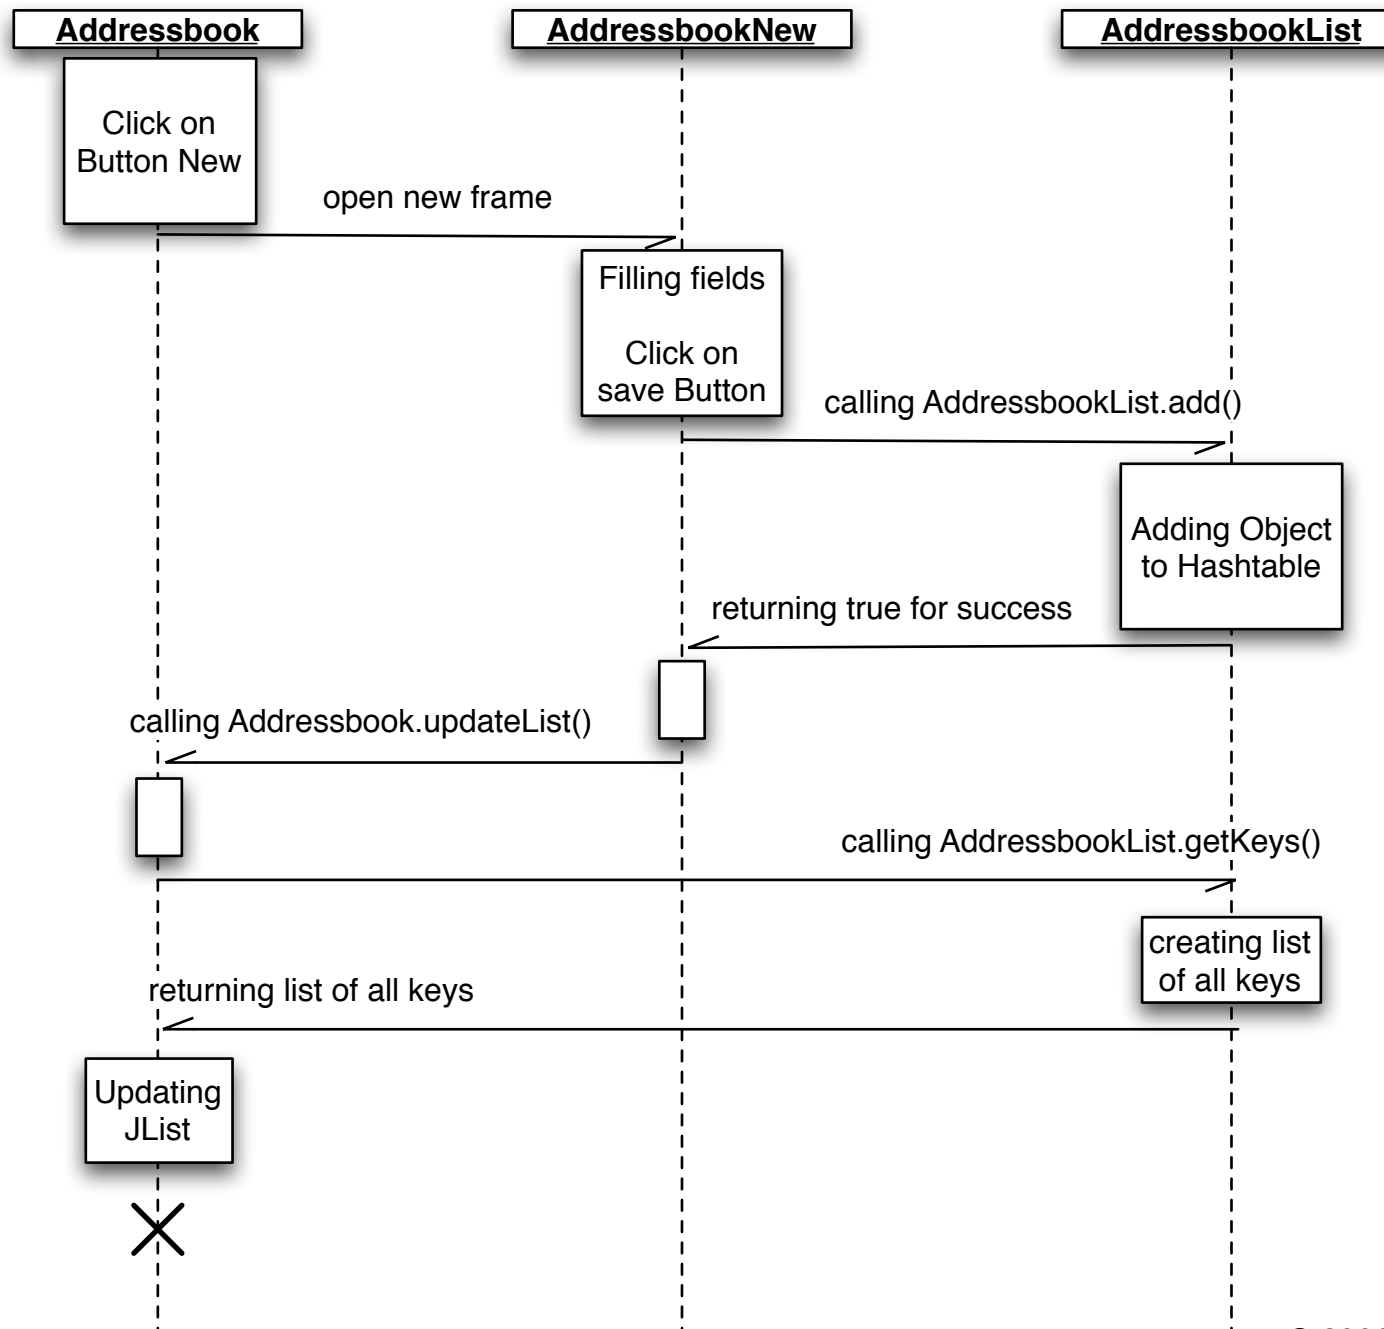 Addressbook
AddressbookNew
AddressbookList
Click on
Button New
open new frame
Filling fields
Click on
save Button
calling AddressbookList.add()
Adding Object
to Hashtable
returning true for success
calling Addressbook.updateList()
calling AddressbookList.getKeys()
creating list
of all keys
returning list of all keys
Updating
JList